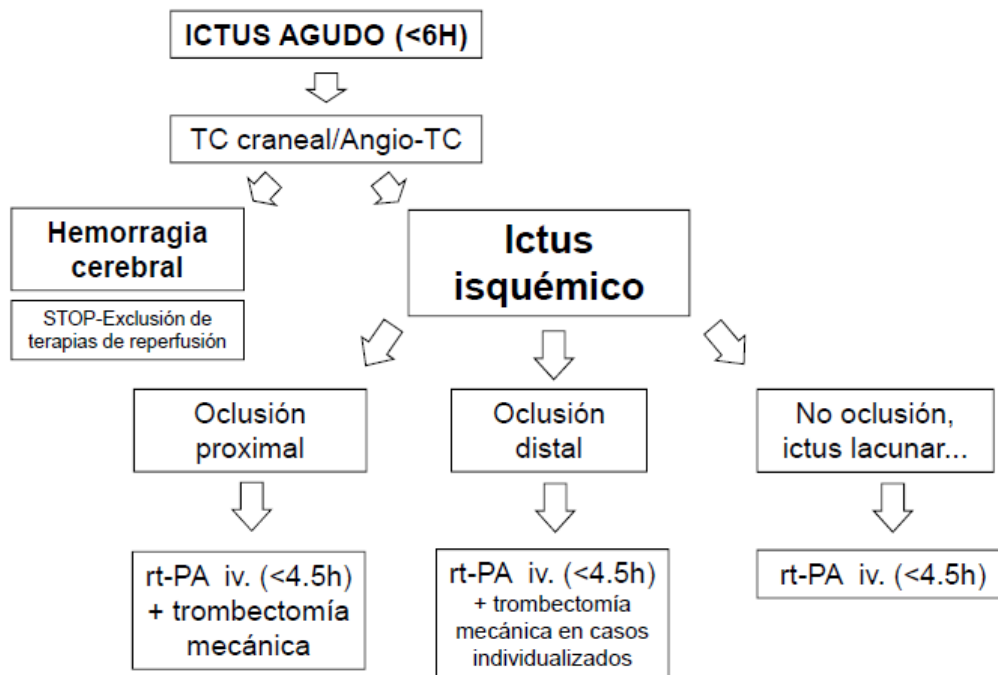 ICTUS AGUDO (<6H)
TC craneal/Angio-TC
Hemorragia
cerebral
STOP-Exclusión de
terapias de reperfusión
Ictus
isquémico
Oclusión
proximal
Oclusión
distal
No oclusión,
ictus lacunar...
rt-PA iv. (<4.5h)
+ trombectomía
mecánica
rt-PA iv. (<4.5h)
+ trombectomía
mecánica en casos
individualizados
rt-PA iv. (<4.5h)